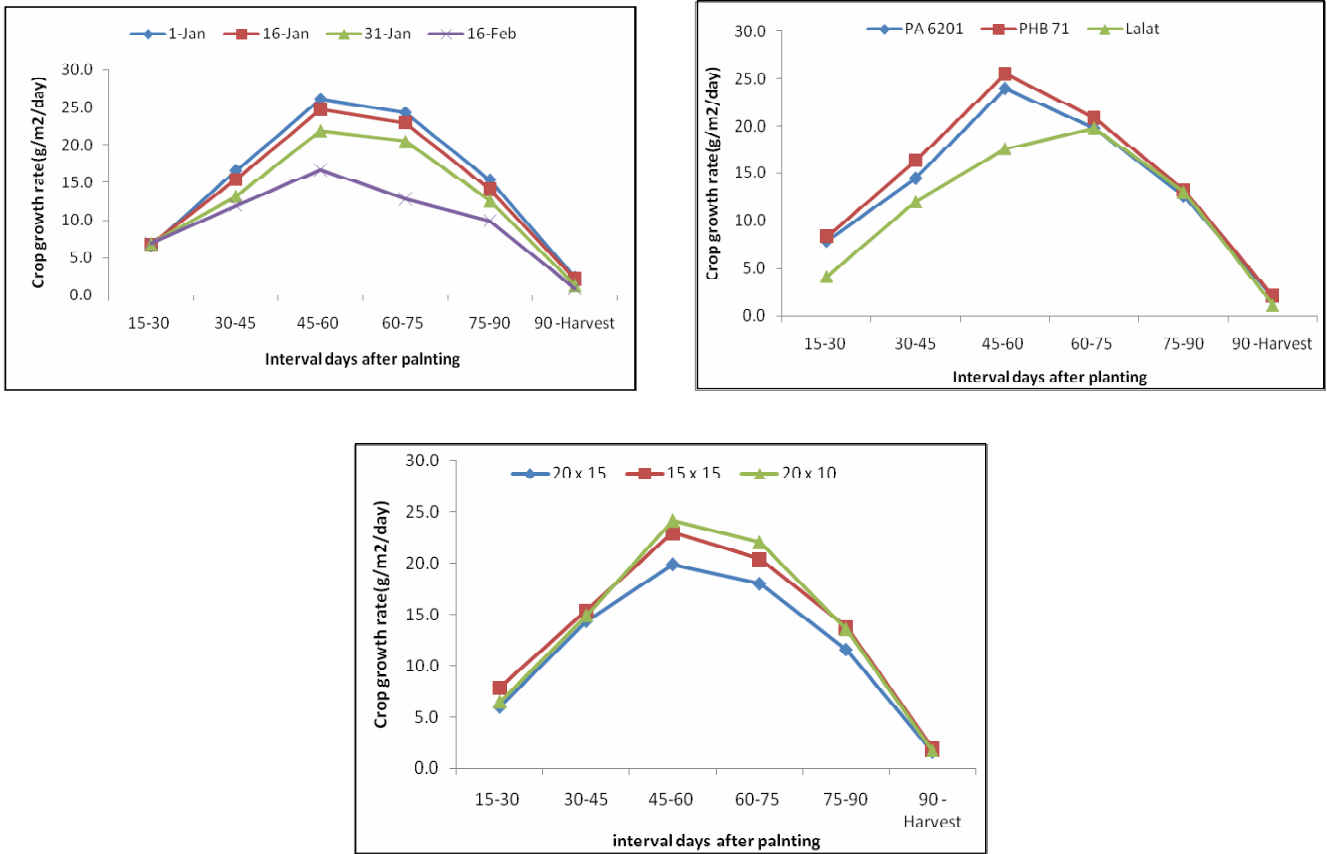 1-Jan 16-Jan 31-Jan 16-Feb
30.0
25.0
20.0
15.0
10.0
5.0
0.0
Crop growth rate(g/m2/day)
15-30 30-45 45-60 60-75 75-90 90-Harvest
Interval days after palnting
PA 6201 PHB 71 Lalat
30.0
25.0
20.0
15.0
10.0
5.0
0.0
Crop growth rate(g/m2/day)
15-30 30-45 45-60 60-75 75-90 90-Harvest
Interval days after planting
20 x 15 15 x 15 20 x 10
30.0
25.0
20.0
15.0
10.0
5.0
0.0
Crop growth rate(g/m2/day)
15-30 30-45 45-60 60-75 75-90 90-
Harvest
interval days after palnting